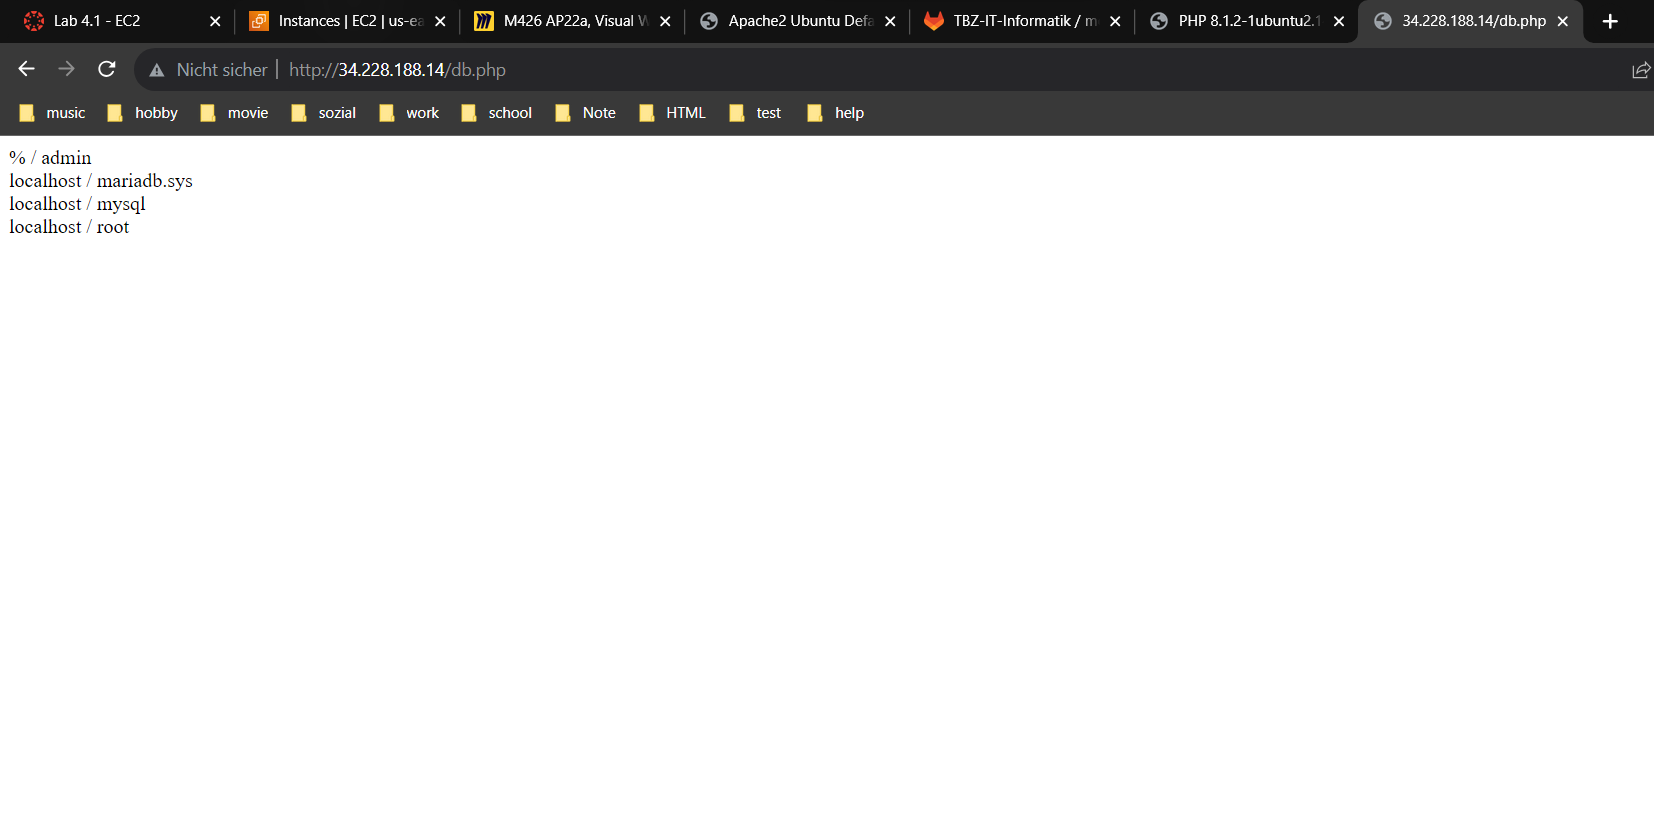 Lab 4.1 - EC2
Instances | EC2 | us-ea
M426 AP22a, Visual W
Apache2 Ubuntu Defa
TBZ-IT-Informatik / m
PHP 8.1.2-1ubuntu2.1
34.228.188.14/db.php
Nicht sicher | http://34.228.188.14/db.php
music hobby movie sozial work school Note HTML test help
% / admin
localhost / mariadb.sys
localhost / mysql
localhost / root